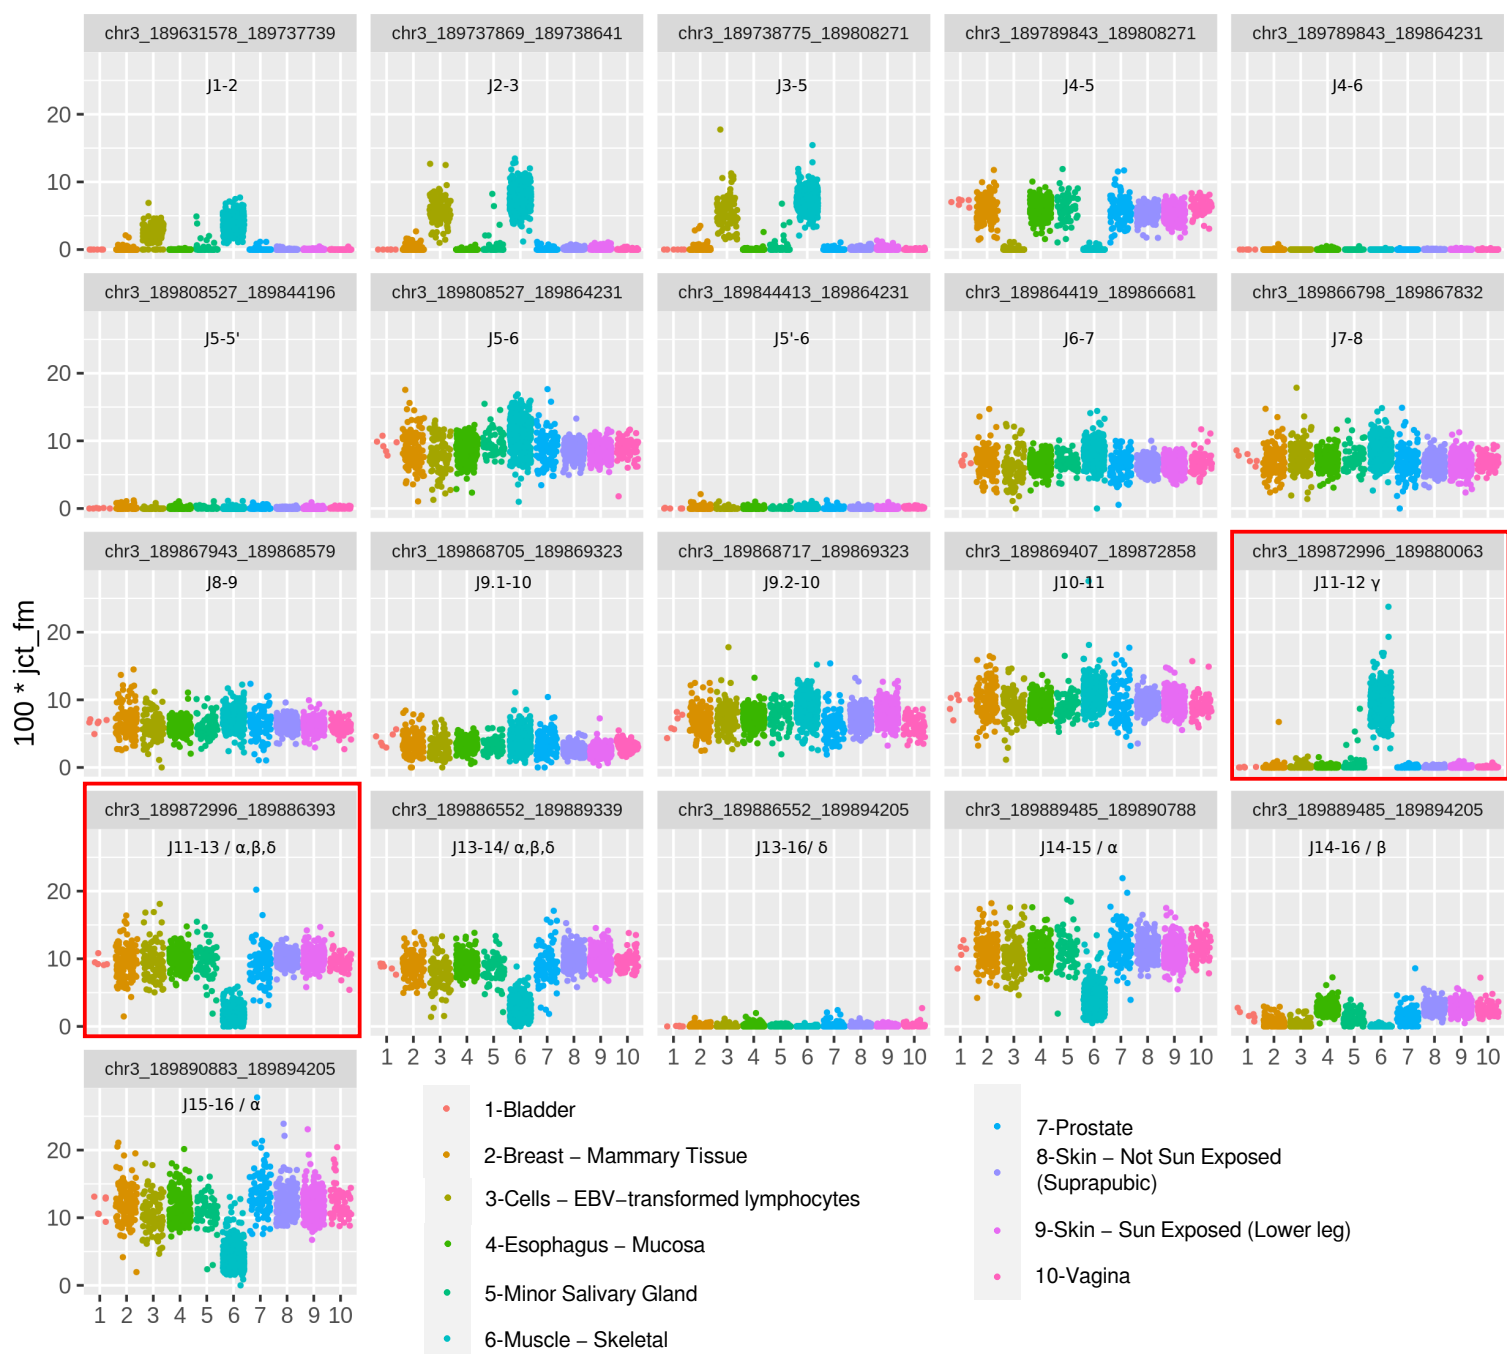 chr3_189631578_189737739 chr3_189737869_189738641 chr3_189738775_189808271 chr3_189789843_189808271 chr3_189789843_189864231
J1-2 J2-3 J3-5 J4-5 J4-6
20
10
0
chr3_189808527_189844196 chr3_189808527_189864231 chr3_189844413_189864231 chr3_189864419_189866681 chr3_189866798_189867832
J5-5' J5-6 J5'-6 J6-7 J7-8
20
10
0
chr3_189867943_189868579 chr3_189868705_189869323 chr3_189868717_189869323 chr3_189869407_189872858 chr3_189872996_189880063
J8-9 J9.1-10 J9.2-10 J10-11 J11-12 γ
20
10
0
100 * jct_fm
chr3_189872996_189886393 chr3_189886552_189889339 chr3_189886552_189894205 chr3_189889485_189890788 chr3_189889485_189894205
J11-13 / α,β,δ J13-14/ α,β,δ J13-16/ δ J14-15 / α J14-16 / β
20
10
0
1 2 3 4 5 6 7 8 9 10 1 2 3 4 5 6 7 8 9 10 1 2 3 4 5 6 7 8 9 10 1 2 3 4 5 6 7 8 9 10
chr3_189890883_189894205
J15-16 / α
20
10
0
1 2 3 4 5 6 7 8 9 10
1-Bladder
2-Breast – Mammary Tissue
3-Cells – EBV–transformed lymphocytes
4-Esophagus – Mucosa
5-Minor Salivary Gland
6-Muscle – Skeletal
7-Prostate
8-Skin – Not Sun Exposed
(Suprapubic)
9-Skin – Sun Exposed (Lower leg)
10-Vagina